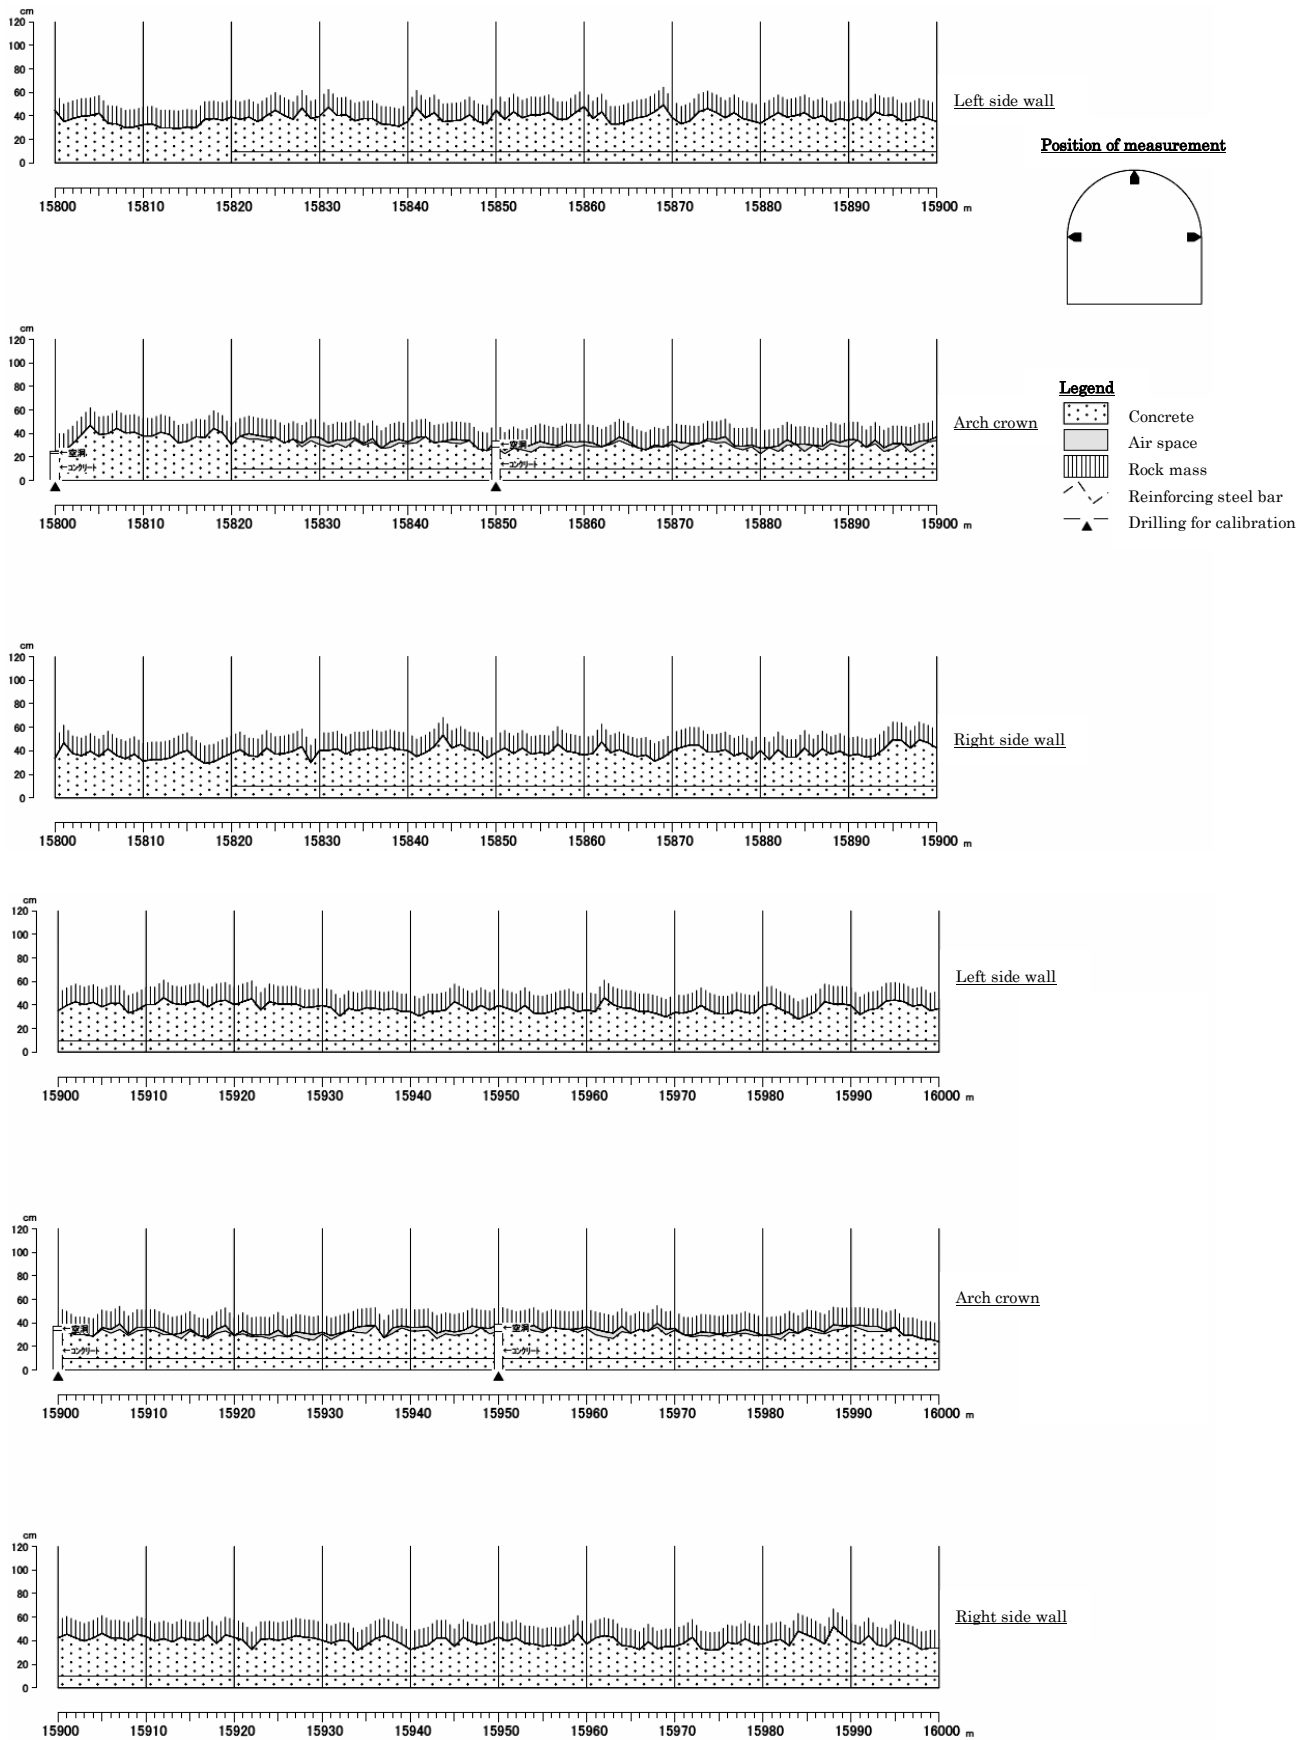 cm
120
100
80
60
40
20
0
15800 15810 15820 15830 15840 15850 15860 15870 15880 15890 15900 m
Left side wall
Position of measurement
cm
120
100
80
60
40
20
0
←空洞
←コンクリート
←空洞
←コンクリート
15800 15810 15820 15830 15840 15850 15860 15870 15880 15890 15900 m
Arch crown
Legend
Concrete
Air space
Rock mass
Reinforcing steel bar
Drilling for calibration
cm
120
100
80
60
40
20
0
15800 15810 15820 15830 15840 15850 15860 15870 15880 15890 15900 m
Right side wall
cm
120
100
80
60
40
20
0
15900 15910 15920 15930 15940 15950 15960 15970 15980 15990 16000 m
Left side wall
cm
120
100
80
60
40
20
0
←空洞
←コンクリート
←空洞
←コンクリート
15900 15910 15920 15930 15940 15950 15960 15970 15980 15990 16000 m
Arch crown
cm
120
100
80
60
40
20
0
15900 15910 15920 15930 15940 15950 15960 15970 15980 15990 16000 m
Right side wall